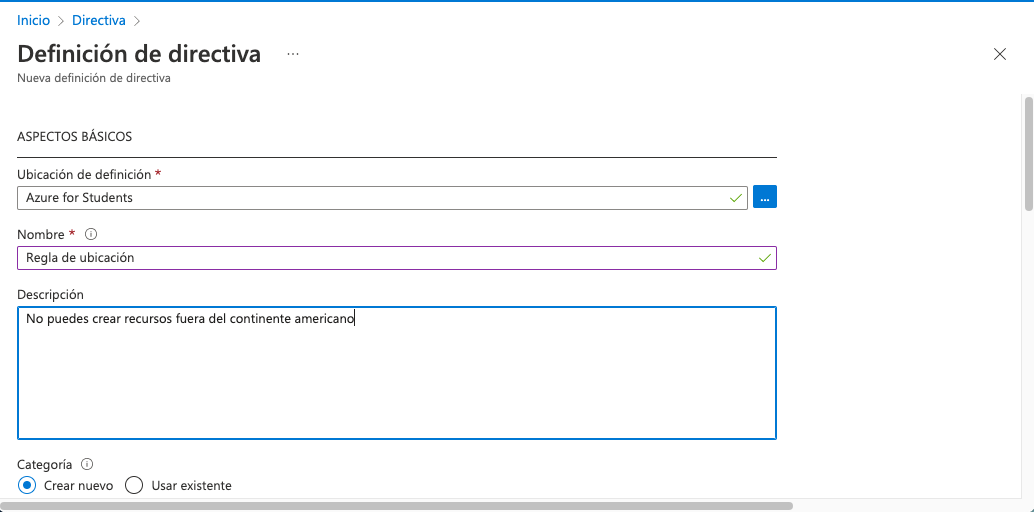 Inicio > Directiva >
Definición de directiva ...
Nueva definición de directiva
ASPECTOS BÁSICOS
Ubicación de definición *
Azure for Students
...
Nombre *
Regla de ubicación
Descripción
No puedes crear recursos fuera del continente americano
Categoría
Crear nuevo Usar existente